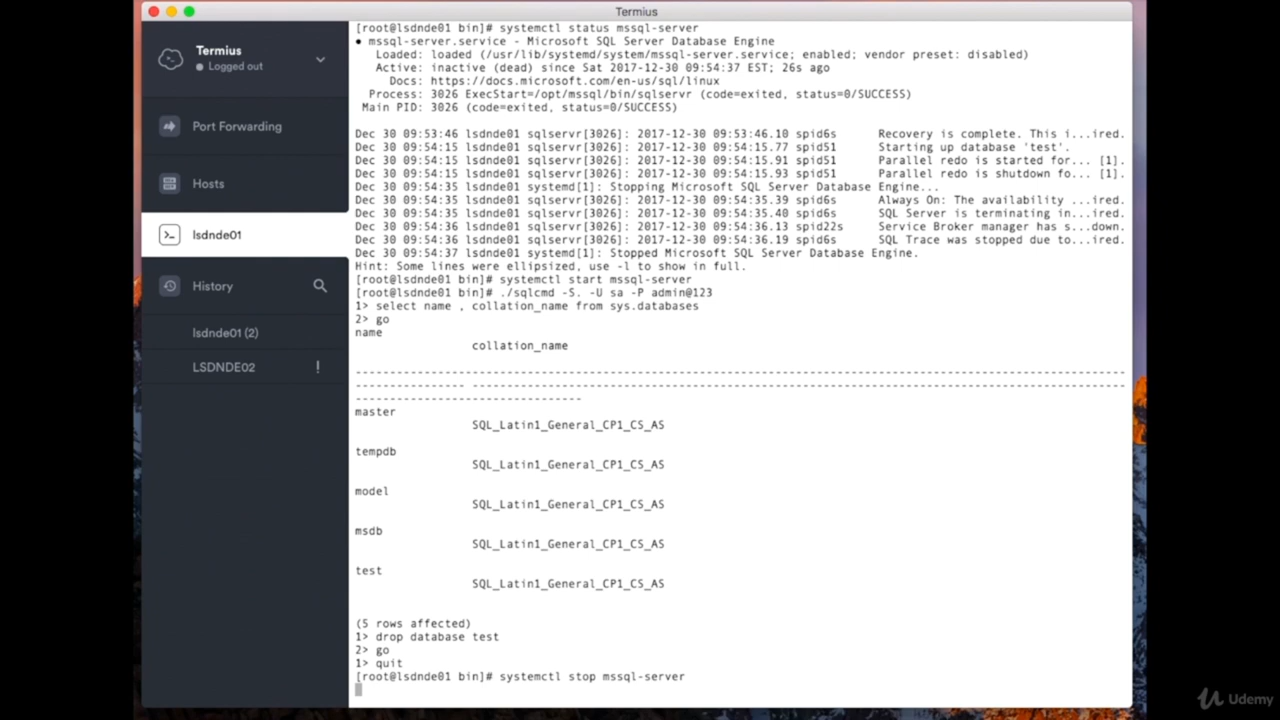 Termius
Termius
Logged out
Port Forwarding
Hosts
lsdnde01
History
lsdnde01 (2)
LSDNDE02 !
[root@lsdnde01 bin]# systemctl status mssql-server
● mssql-server.service - Microsoft SQL Server Database Engine
Loaded: loaded (/usr/lib/systemd/system/mssql-server.service; enabled; vendor preset: disabled)
Active: inactive (dead) since Sat 2017-12-30 09:54:37 EST; 26s ago
Docs: https://docs.microsoft.com/en-us/sql/linux
Process: 3026 ExecStart=/opt/mssql/bin/sqlservr (code=exited, status=0/SUCCESS)
Main PID: 3026 (code=exited, status=0/SUCCESS)
Dec 30 09:53:46 lsdnde01 sqlservr[3026]: 2017-12-30 09:53:46.10 spid6s Recovery is complete. This i...ired.
Dec 30 09:54:15 lsdnde01 sqlservr[3026]: 2017-12-30 09:54:15.77 spid51 Starting up database 'test'.
Dec 30 09:54:15 lsdnde01 sqlservr[3026]: 2017-12-30 09:54:15.91 spid51 Parallel redo is started for... [1].
Dec 30 09:54:15 lsdnde01 sqlservr[3026]: 2017-12-30 09:54:15.93 spid51 Parallel redo is shutdown fo... [1].
Dec 30 09:54:35 lsdnde01 systemd[1]: Stopping Microsoft SQL Server Database Engine...
Dec 30 09:54:35 lsdnde01 sqlservr[3026]: 2017-12-30 09:54:35.39 spid6s Always On: The availability ...ired.
Dec 30 09:54:35 lsdnde01 sqlservr[3026]: 2017-12-30 09:54:35.40 spid6s SQL Server is terminating in...ired.
Dec 30 09:54:36 lsdnde01 sqlservr[3026]: 2017-12-30 09:54:36.13 spid22s Service Broker manager has s...down.
Dec 30 09:54:36 lsdnde01 sqlservr[3026]: 2017-12-30 09:54:36.19 spid6s SQL Trace was stopped due to...ired.
Dec 30 09:54:37 lsdnde01 systemd[1]: Stopped Microsoft SQL Server Database Engine.
Hint: Some lines were ellipsized, use -l to show in full.
[root@lsdnde01 bin]# systemctl start mssql-server
[root@lsdnde01 bin]# ./sqlcmd -S. -U sa -P admin@123
1> select name , collation_name from sys.databases
2> go
name
collation_name
----------------------------------------------------------------------------------------------------------------
---------------- -----------------------------------------------------------------------------------------------
---------------------------------
master
SQL_Latin1_General_CP1_CS_AS
tempdb
SQL_Latin1_General_CP1_CS_AS
model
SQL_Latin1_General_CP1_CS_AS
msdb
SQL_Latin1_General_CP1_CS_AS
test
SQL_Latin1_General_CP1_CS_AS
(5 rows affected)
1> drop database test
2> go
1> quit
[root@lsdnde01 bin]# systemctl stop mssql-server
Udemy